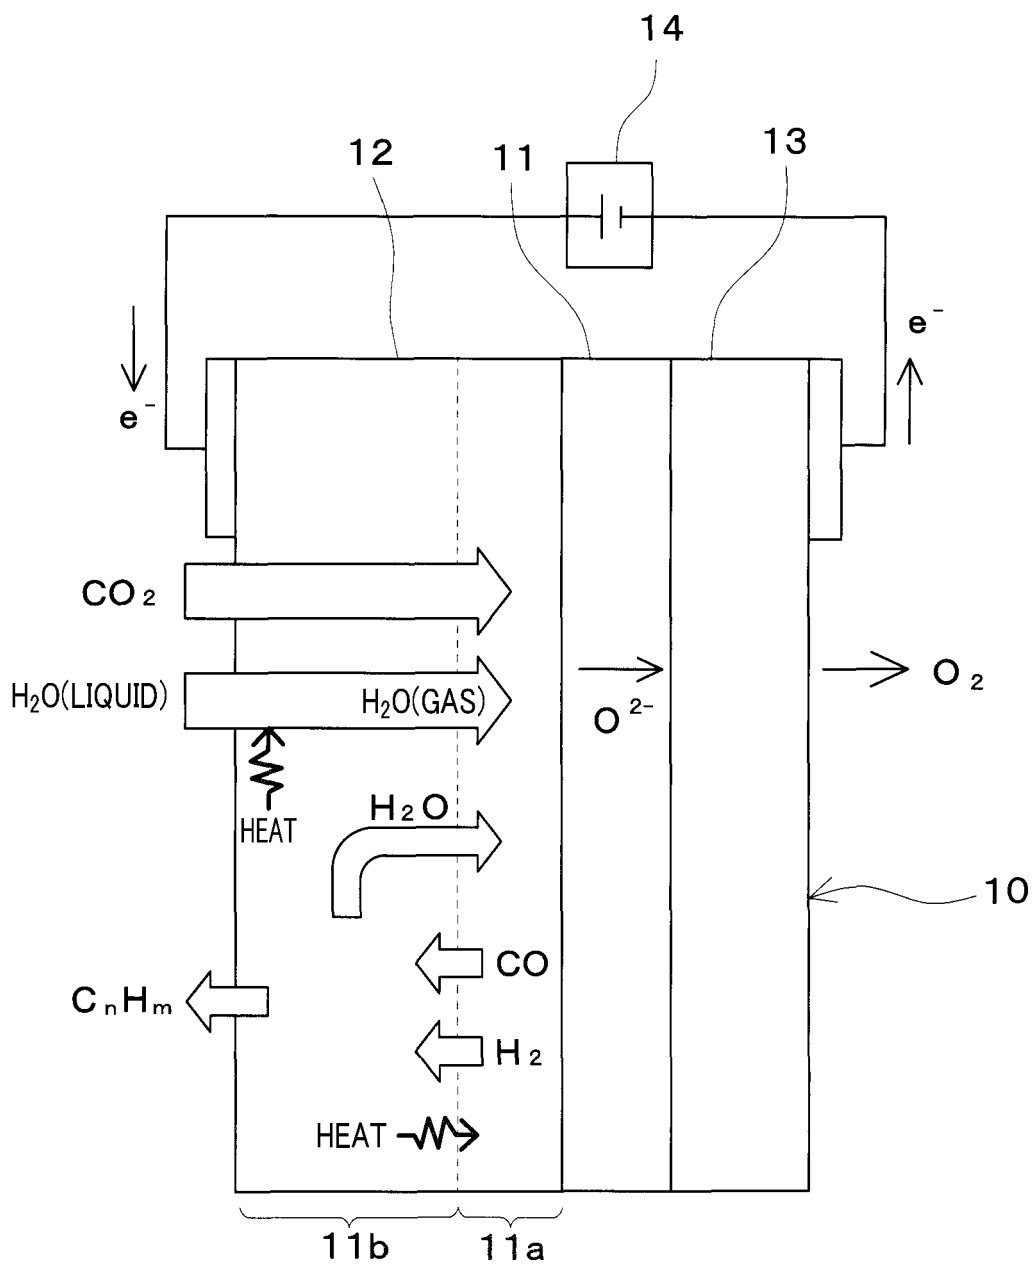 14
12
11
13
e⁻
e⁻
CO₂
H₂O(LIQUID)
H₂O(GAS)
O²⁻
O₂
HEAT
H₂O
10
CO
CₙHₘ
H₂
HEAT
11b
11a